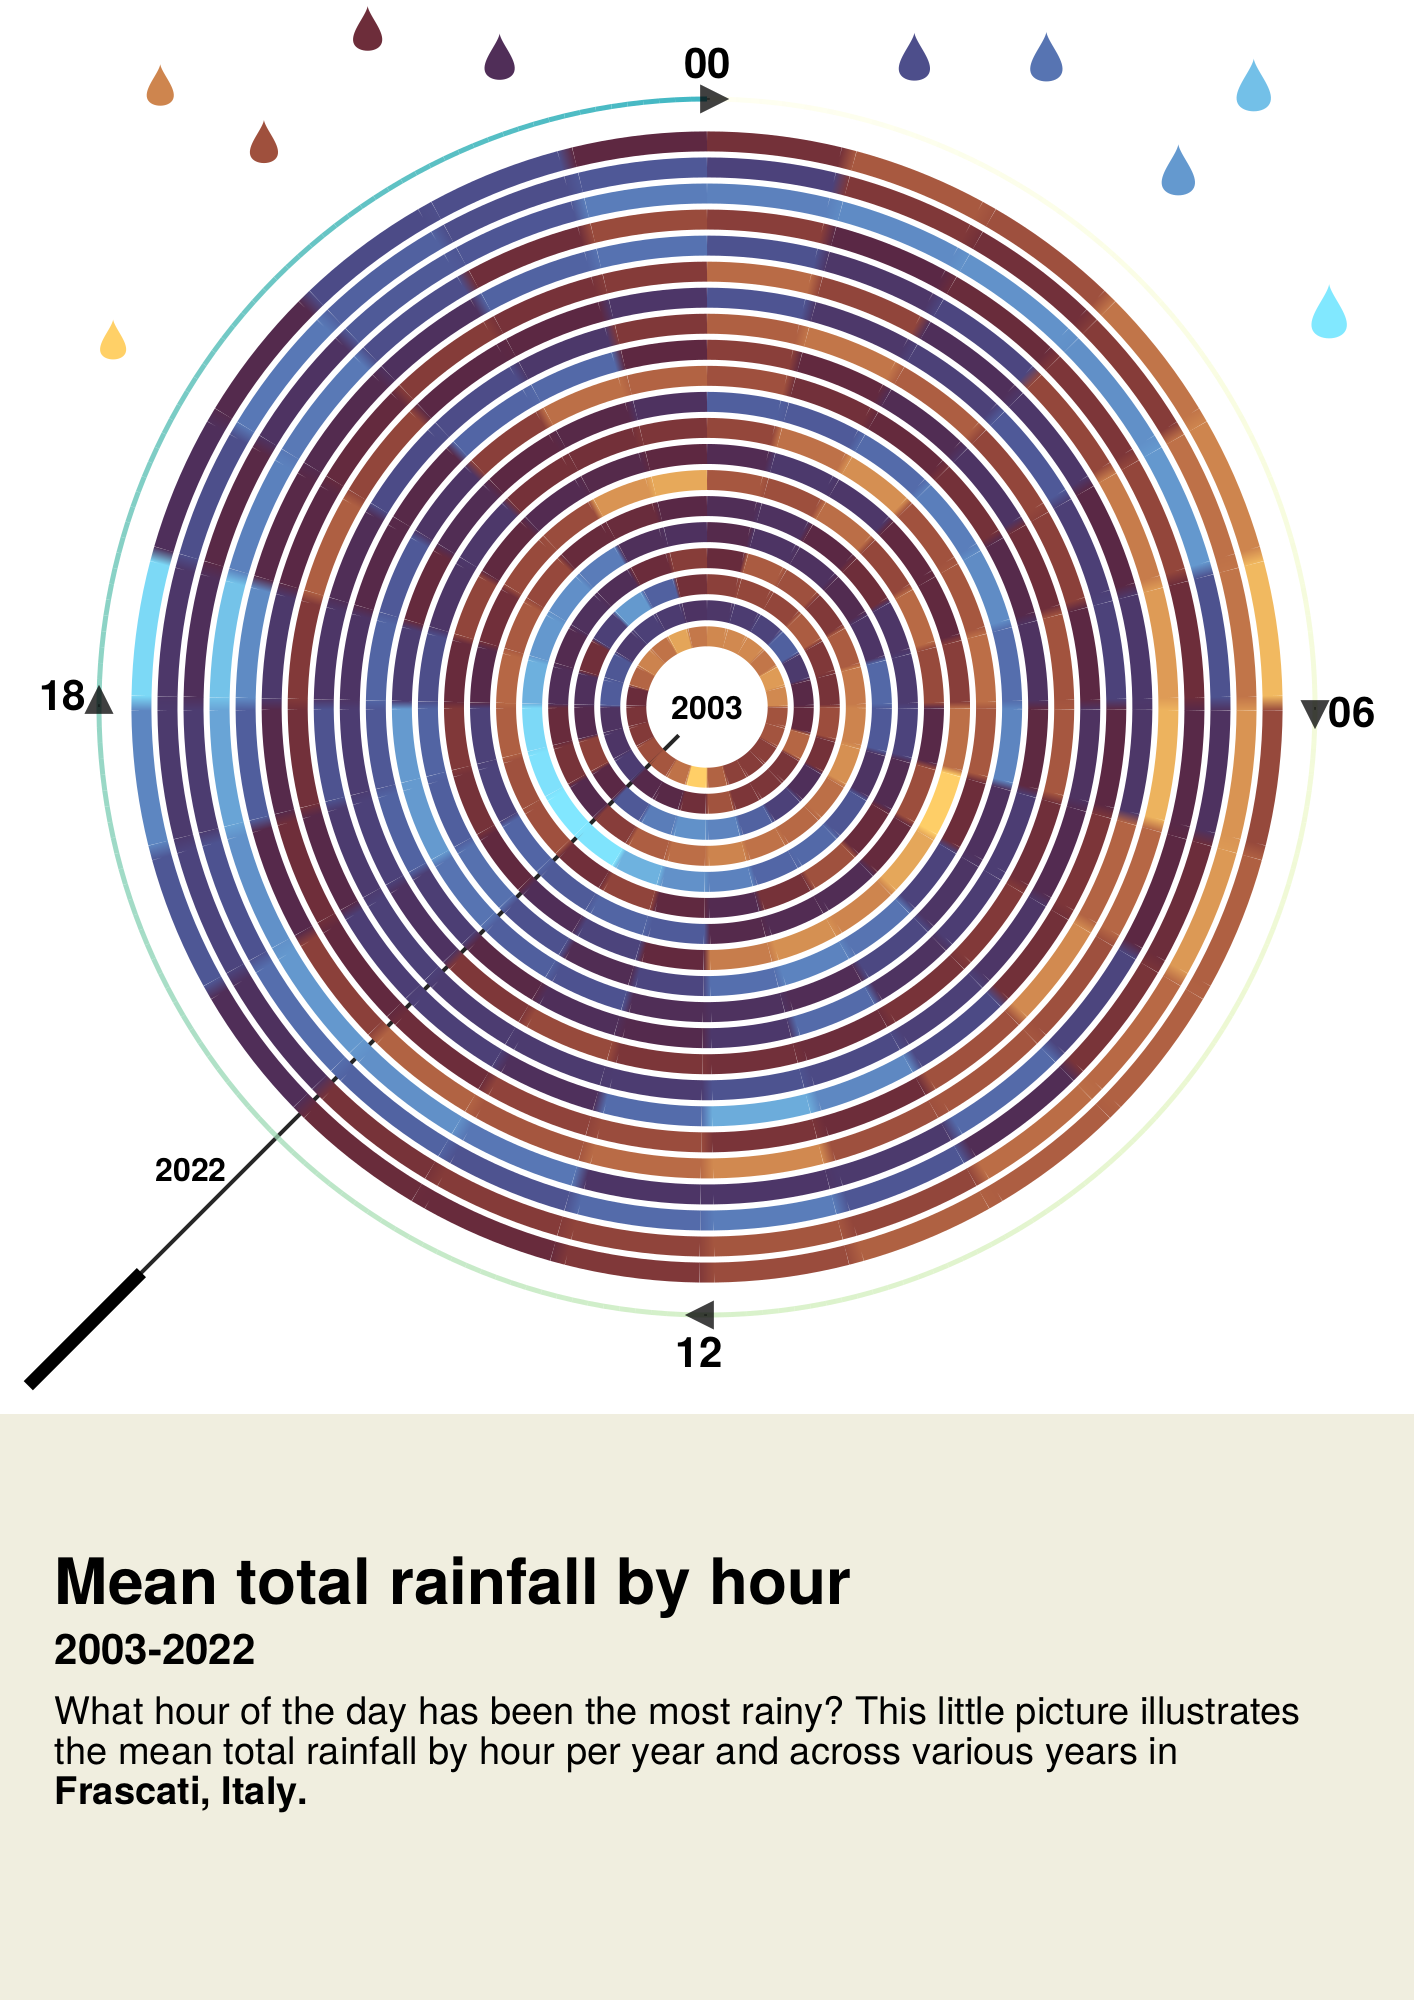 00
18
2003
06
2022
12
Mean total rainfall by hour
2003-2022
What hour of the day has been the most rainy? This little picture illustrates
the mean total rainfall by hour per year and across various years in
Frascati, Italy.